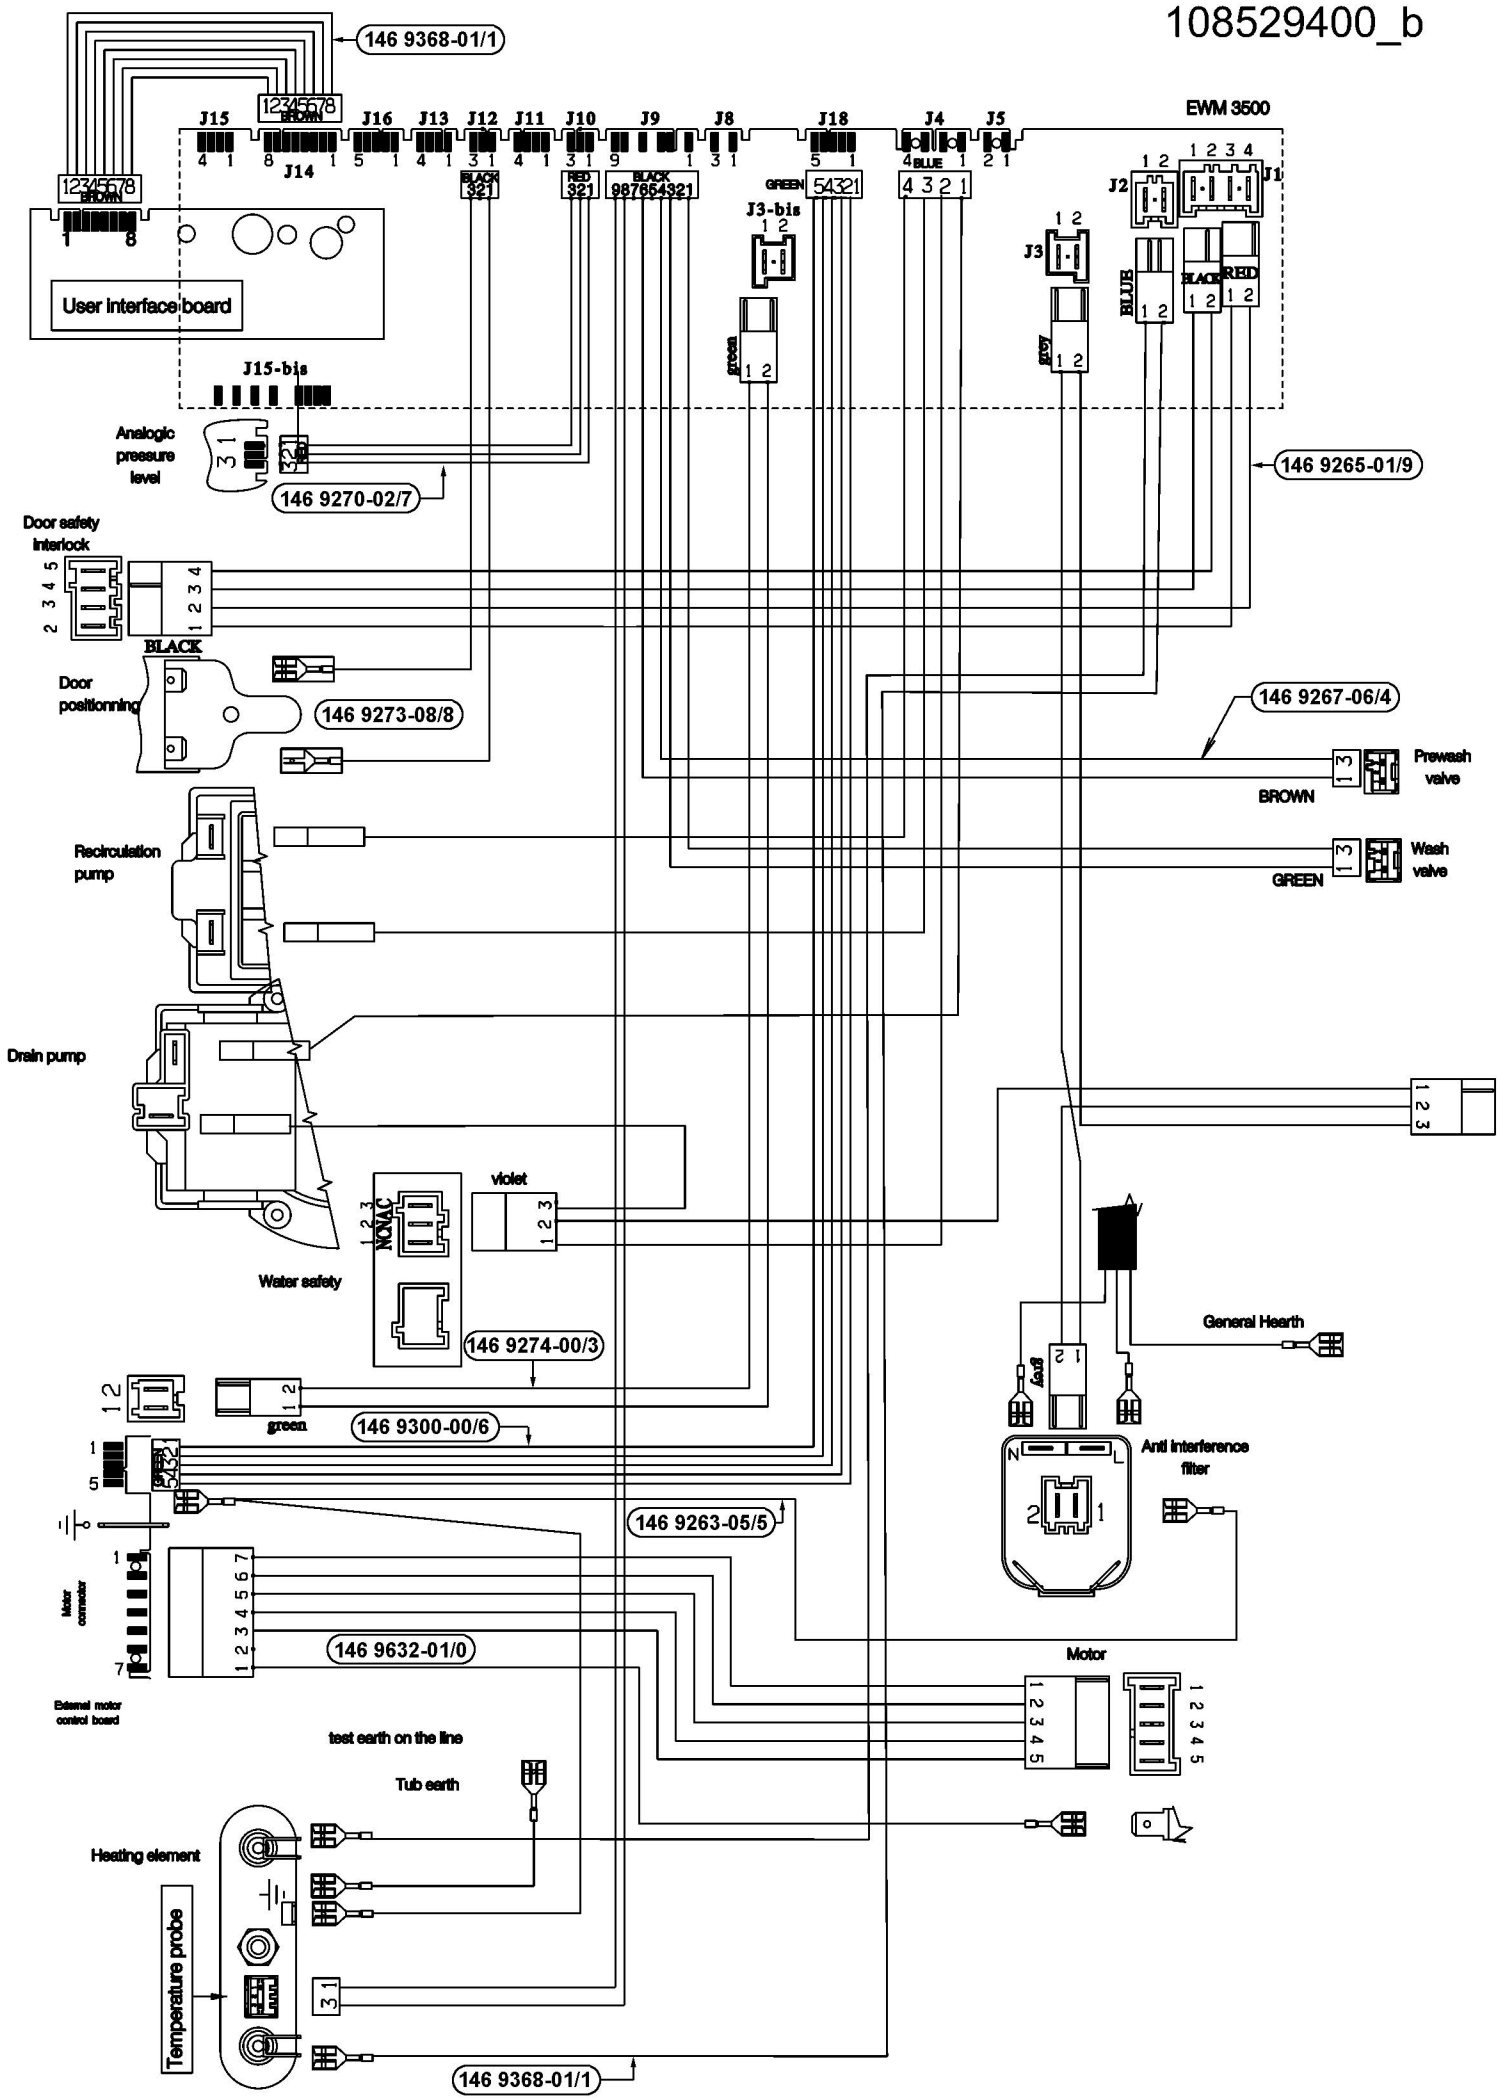 108529400_b
146 9368-01/1
EWM 3500
12345678
BROWN
J15
J14
J16
J13
J12
J11
J10
J9
J8
J18
J4
J5
4 1
8 1
5 1
4 1
3 1
4 1
3 1
9 1
3 1
5 1
4 1
BLUE
2 1
BLACK
321
RED
321
BLACK
987654321
GREEN
54321
4 3 2 1
J2
1 2
J1
1 2 3 4
12345678
BROWN
1 8
User interface board
J3-bis
1 2
green
1 2
J3
1 2
grey
1 2
BLUE
1 2
BLACK
1 2
RED
1 2
J15-bis
Analogic
pressure
level
3 1
321
RED
146 9270-02/7
146 9265-01/9
Door safety
interlock
2 3 4 5
1 2 3 4
BLACK
Door
positionning
146 9273-08/8
146 9267-06/4
1 3
Prewash
valve
BROWN
1 3
Wash
valve
GREEN
Recirculation
pump
Drain pump
1 2 3
violet
1 2 3
NCNAC
1 2 3
Water safety
146 9274-00/3
General Hearth
1 2
grey
1 2
1 2
green
146 9300-00/6
1
5
GREEN
54321
N L
2 1
Anti interference
filter
146 9263-05/5
1
7
Motor
connector
1 2 3 4 5 6 7
146 9632-01/0
External motor
control board
Motor
1 2 3 4 5
1 2 3 4 5
test earth on the line
Tub earth
Heating element
Temperature probe
3 1
146 9368-01/1